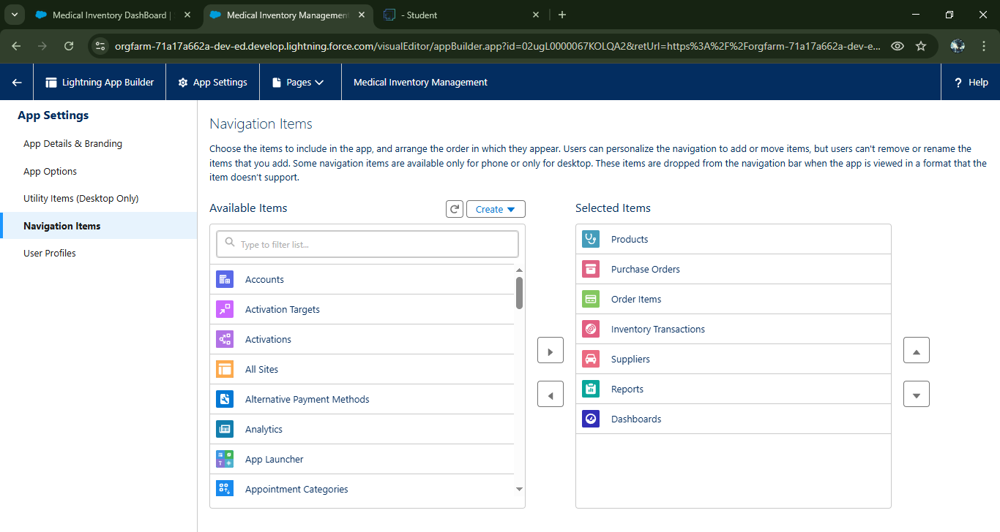 Medical Inventory DashBoard |
Medical Inventory Management
- Student
orgfarm-71a17a662a-dev-ed.develop.lightning.force.com/visualEditor/appBuilder.app?id=02ugL0000067KOLQA2&retUrl=https%3A%2F%2Forgfarm-71a17a662a-dev-e...
Lightning App Builder
App Settings
Pages
Medical Inventory Management
? Help
App Settings
App Details & Branding
App Options
Utility Items (Desktop Only)
Navigation Items
User Profiles
Navigation Items
Choose the items to include in the app, and arrange the order in which they appear. Users can personalize the navigation to add or move items, but users can't remove or rename the
items that you add. Some navigation items are available only for phone or only for desktop. These items are dropped from the navigation bar when the app is viewed in a format that the
item doesn't support.
Available Items
Create
Type to filter list...
Accounts
Activation Targets
Activations
All Sites
Alternative Payment Methods
Analytics
App Launcher
Appointment Categories
Selected Items
Products
Purchase Orders
Order Items
Inventory Transactions
Suppliers
Reports
Dashboards